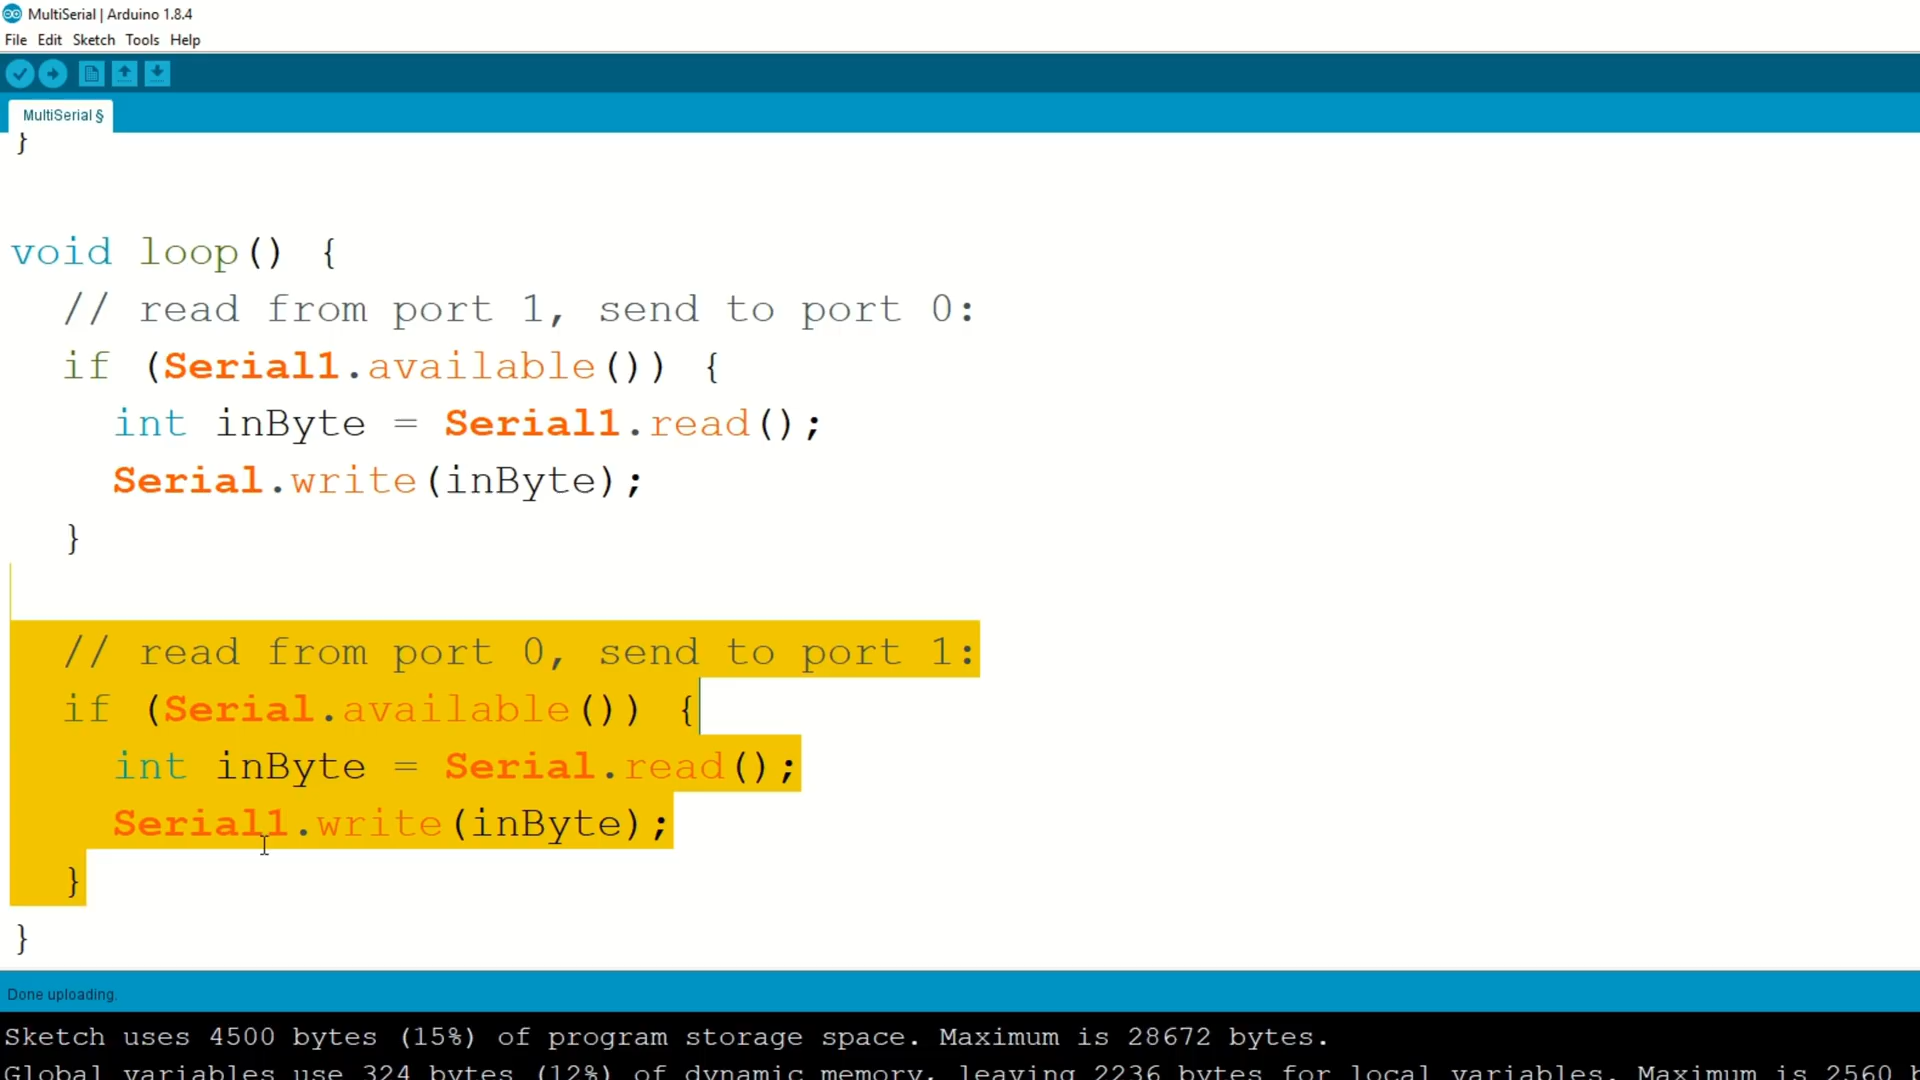 MultiSerial | Arduino 1.8.4
File Edit Sketch Tools Help
MultiSerial §
}
void loop() {
// read from port 1, send to port 0:
if (Serial1.available()) {
int inByte = Serial1.read();
Serial.write(inByte);
}
// read from port 0, send to port 1:
if (Serial.available()) {
int inByte = Serial.read();
Serial1.write(inByte);
}
}
Done uploading.
Sketch uses 4500 bytes (15%) of program storage space. Maximum is 28672 bytes.
Global variables use 324 bytes (12%) of dynamic memory, leaving 2236 bytes for local variables. Maximum is 2560 b